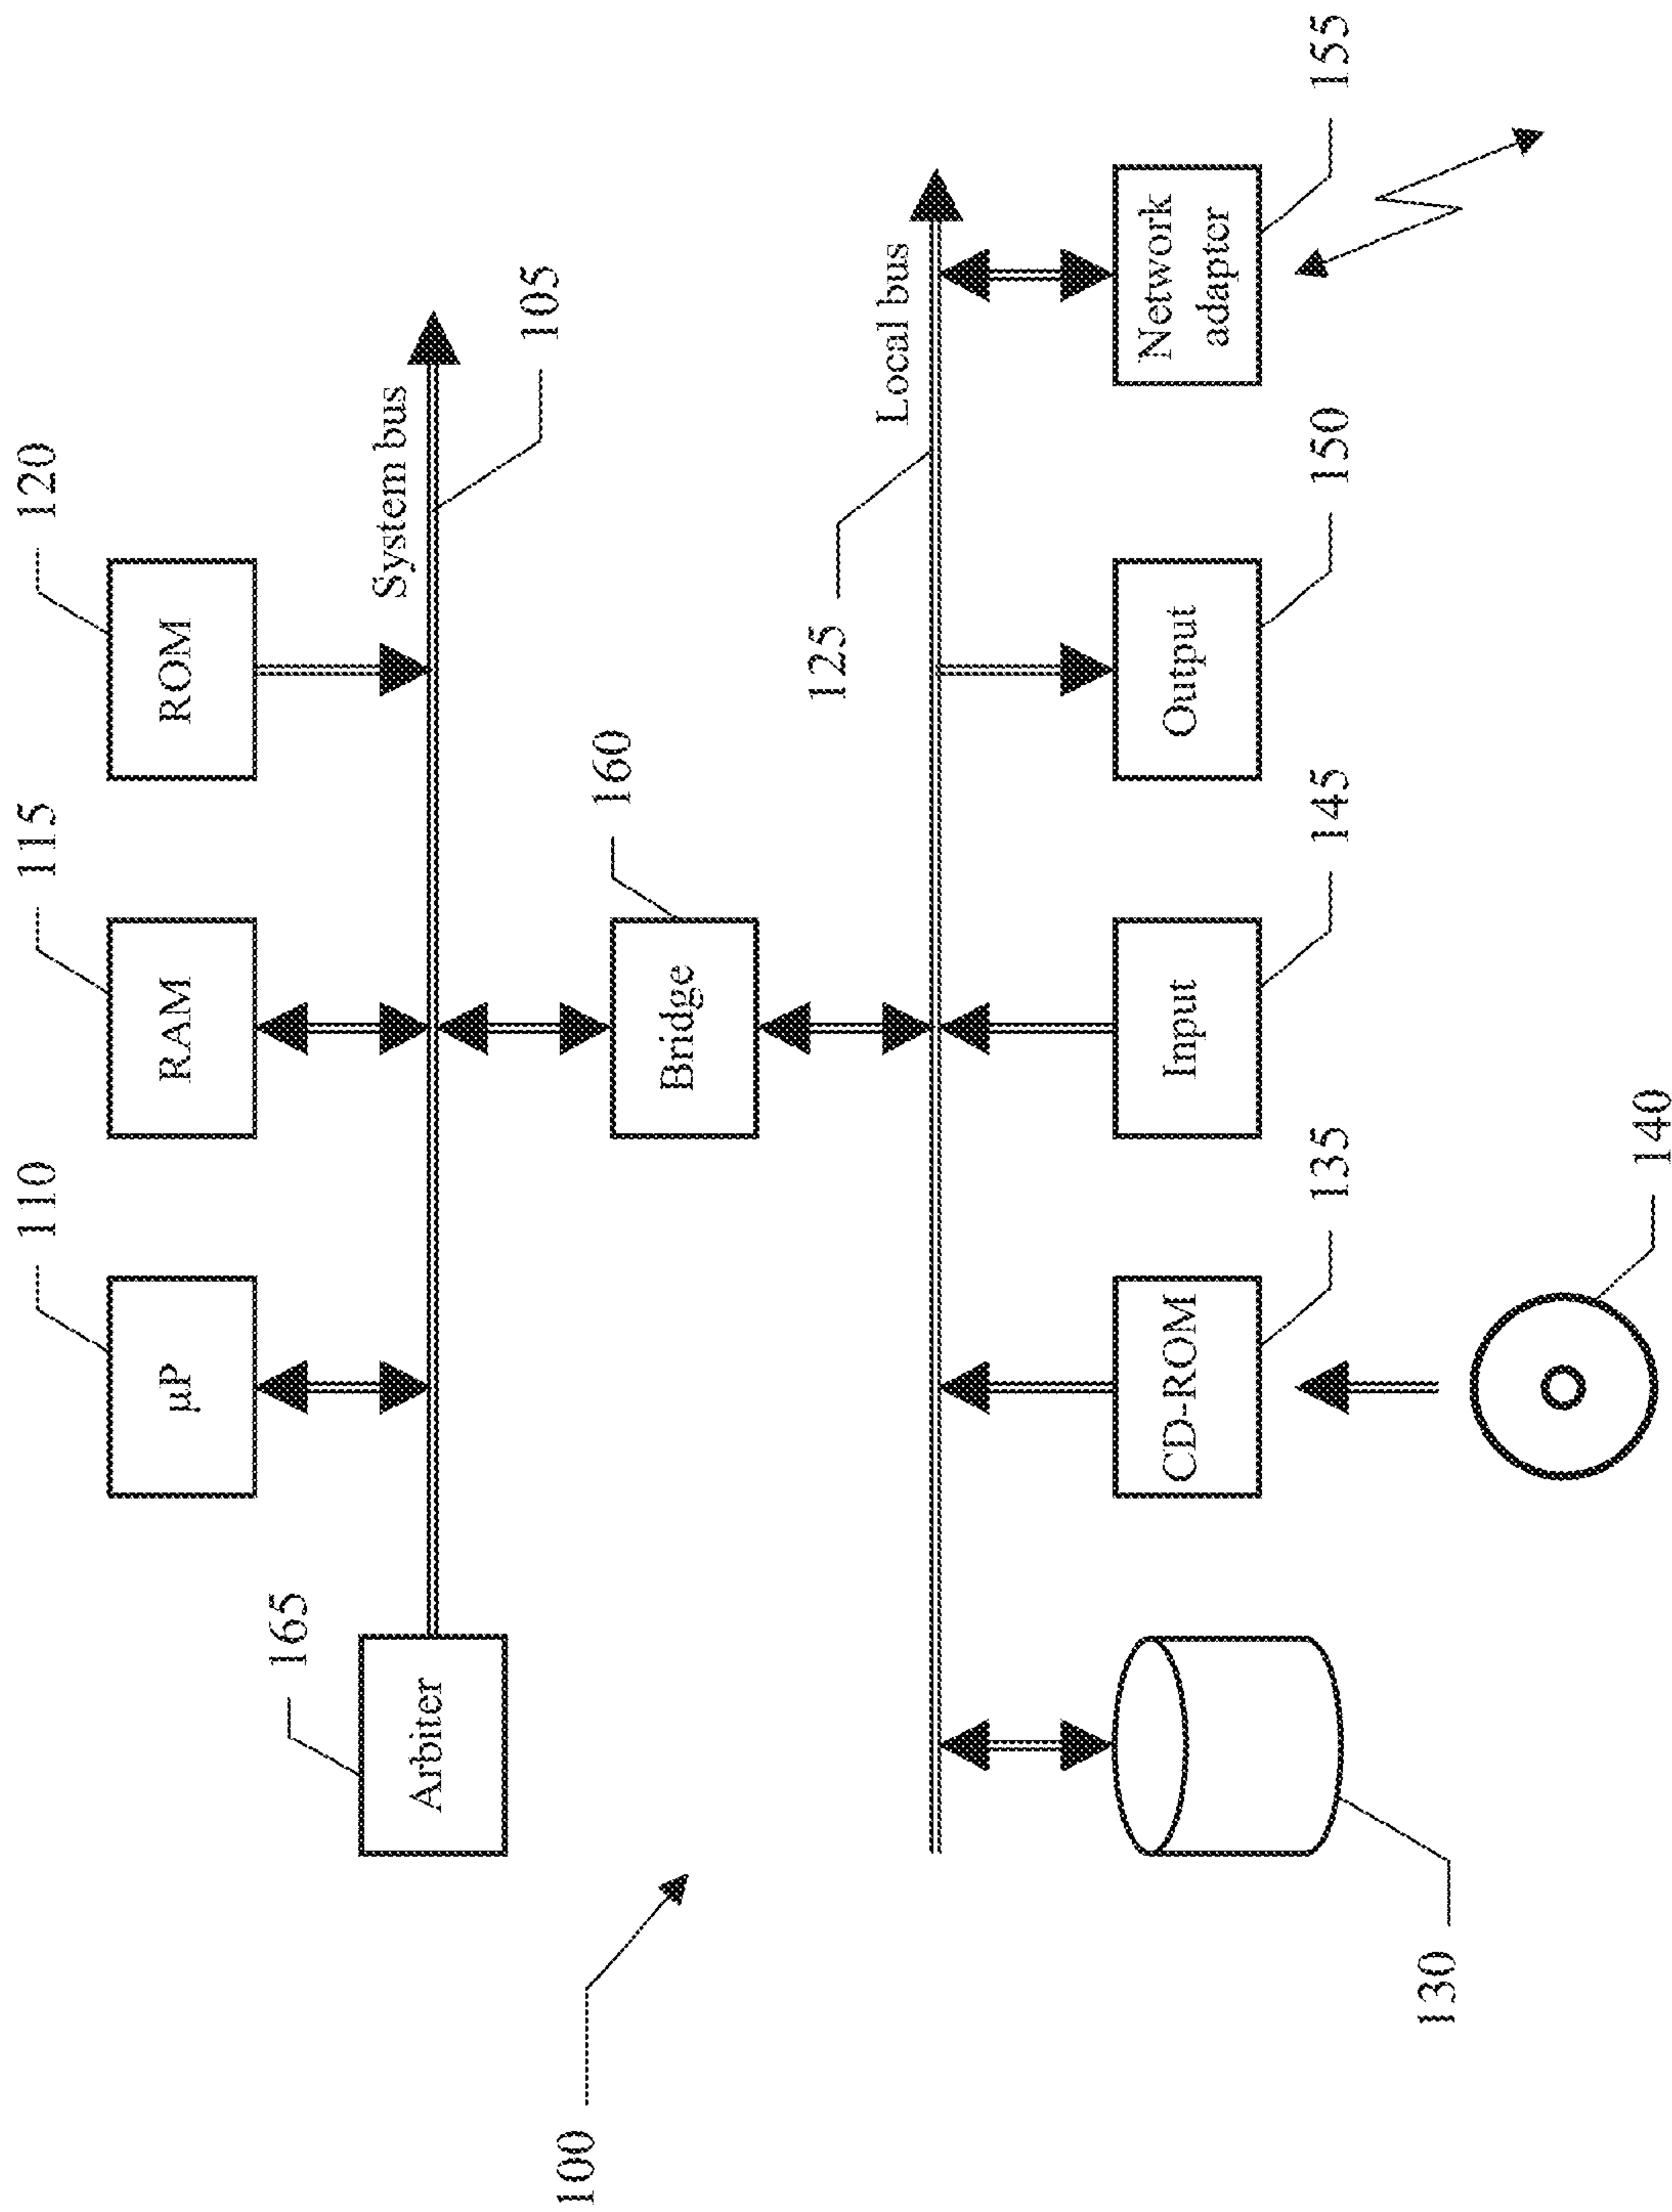 110
115
120
165
µP
RAM
ROM
System bus
Arbiter
105
160
Bridge
100
125
Local bus
CD-ROM
Input
Output
Network
adapter
130
135
145
150
155
140